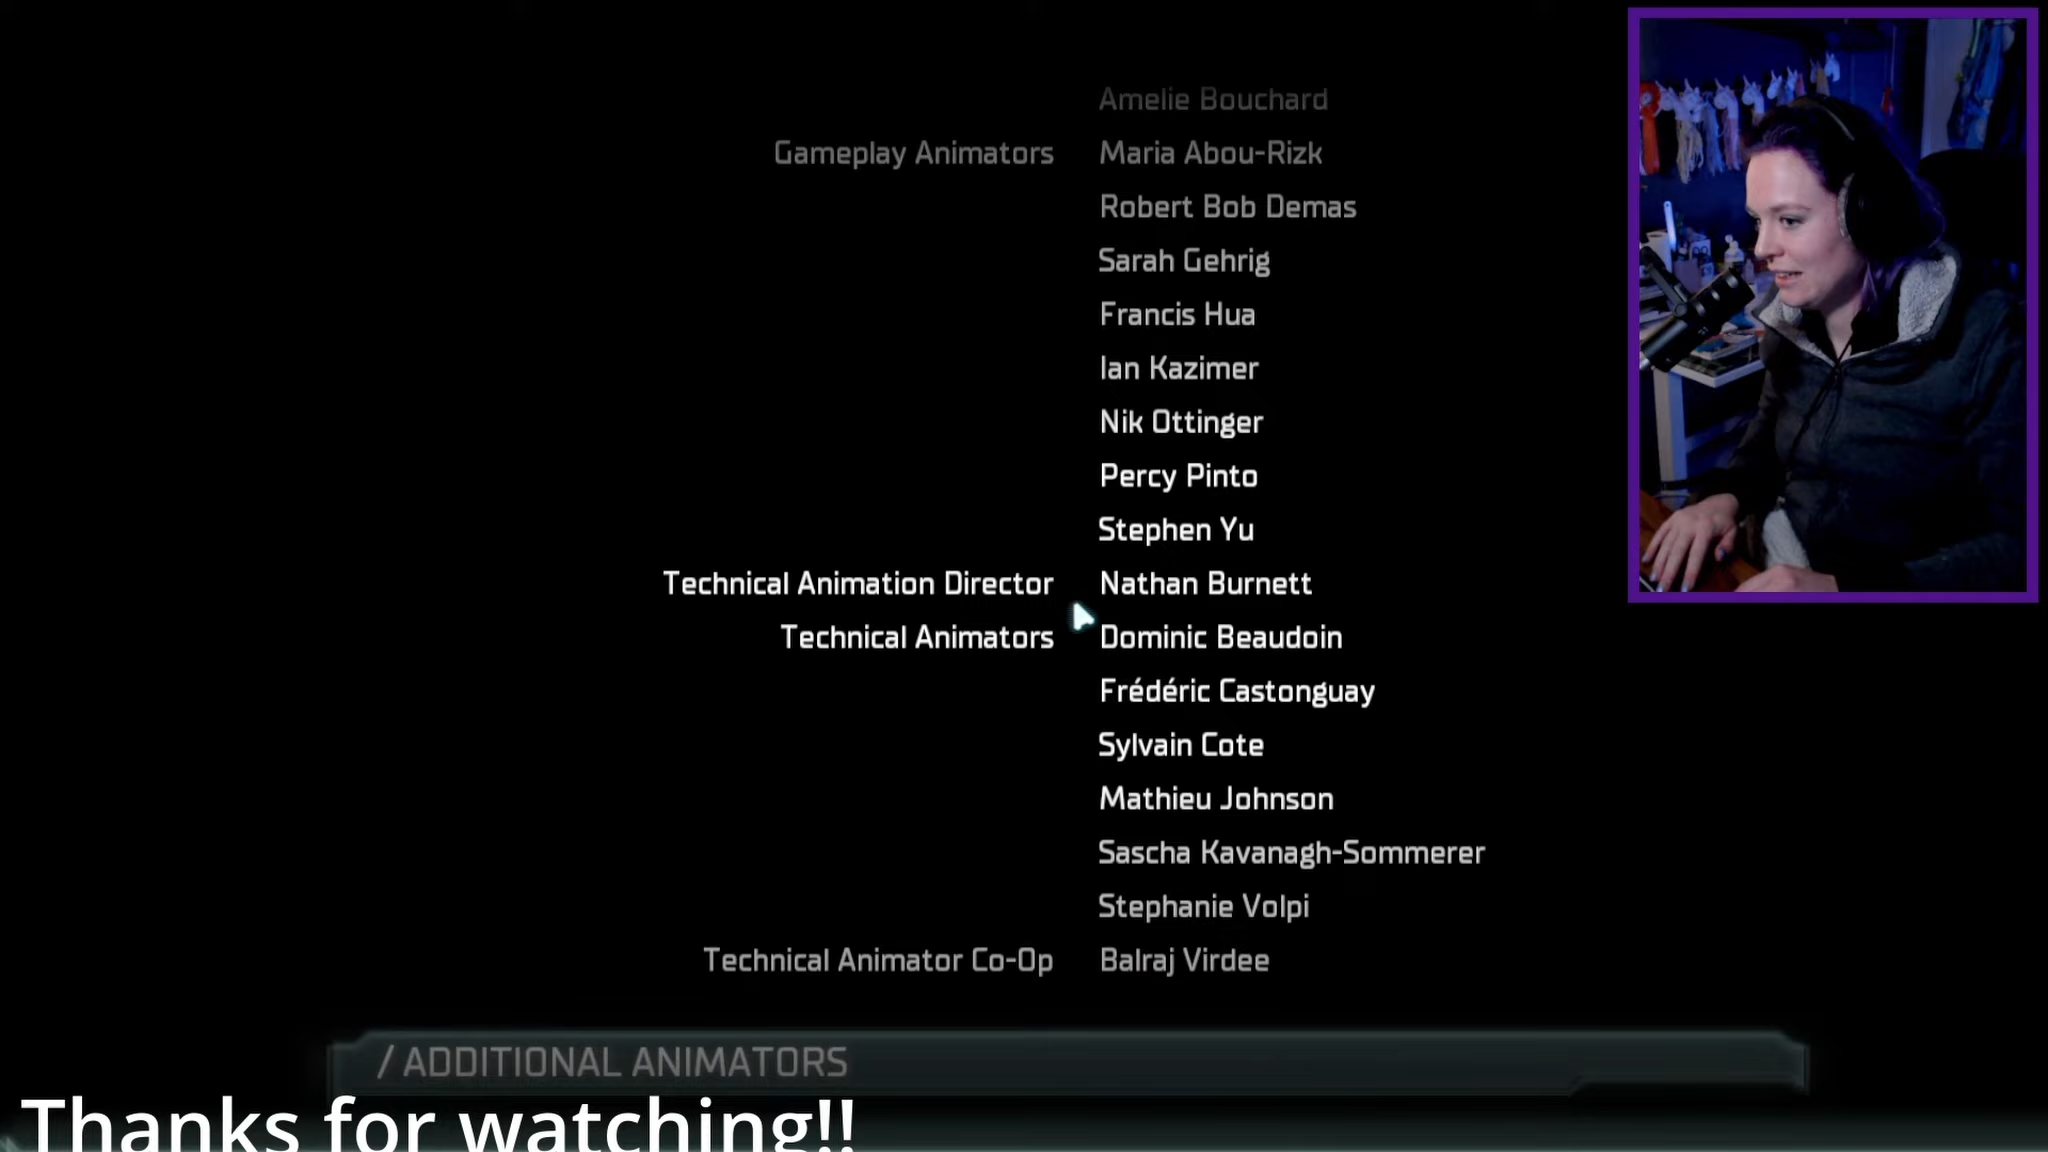 Amelie Bouchard
Gameplay Animators Maria Abou-Rizk
Robert Bob Demas
Sarah Gehrig
Francis Hua
Ian Kazimer
Nik Ottinger
Percy Pinto
Stephen Yu
Technical Animation Director Nathan Burnett
Technical Animators Dominic Beaudoin
Frédéric Castonguay
Sylvain Cote
Mathieu Johnson
Sascha Kavanagh-Sommerer
Stephanie Volpi
Technical Animator Co-Op Balraj Virdee
/ ADDITIONAL ANIMATORS
Thanks for watching!!